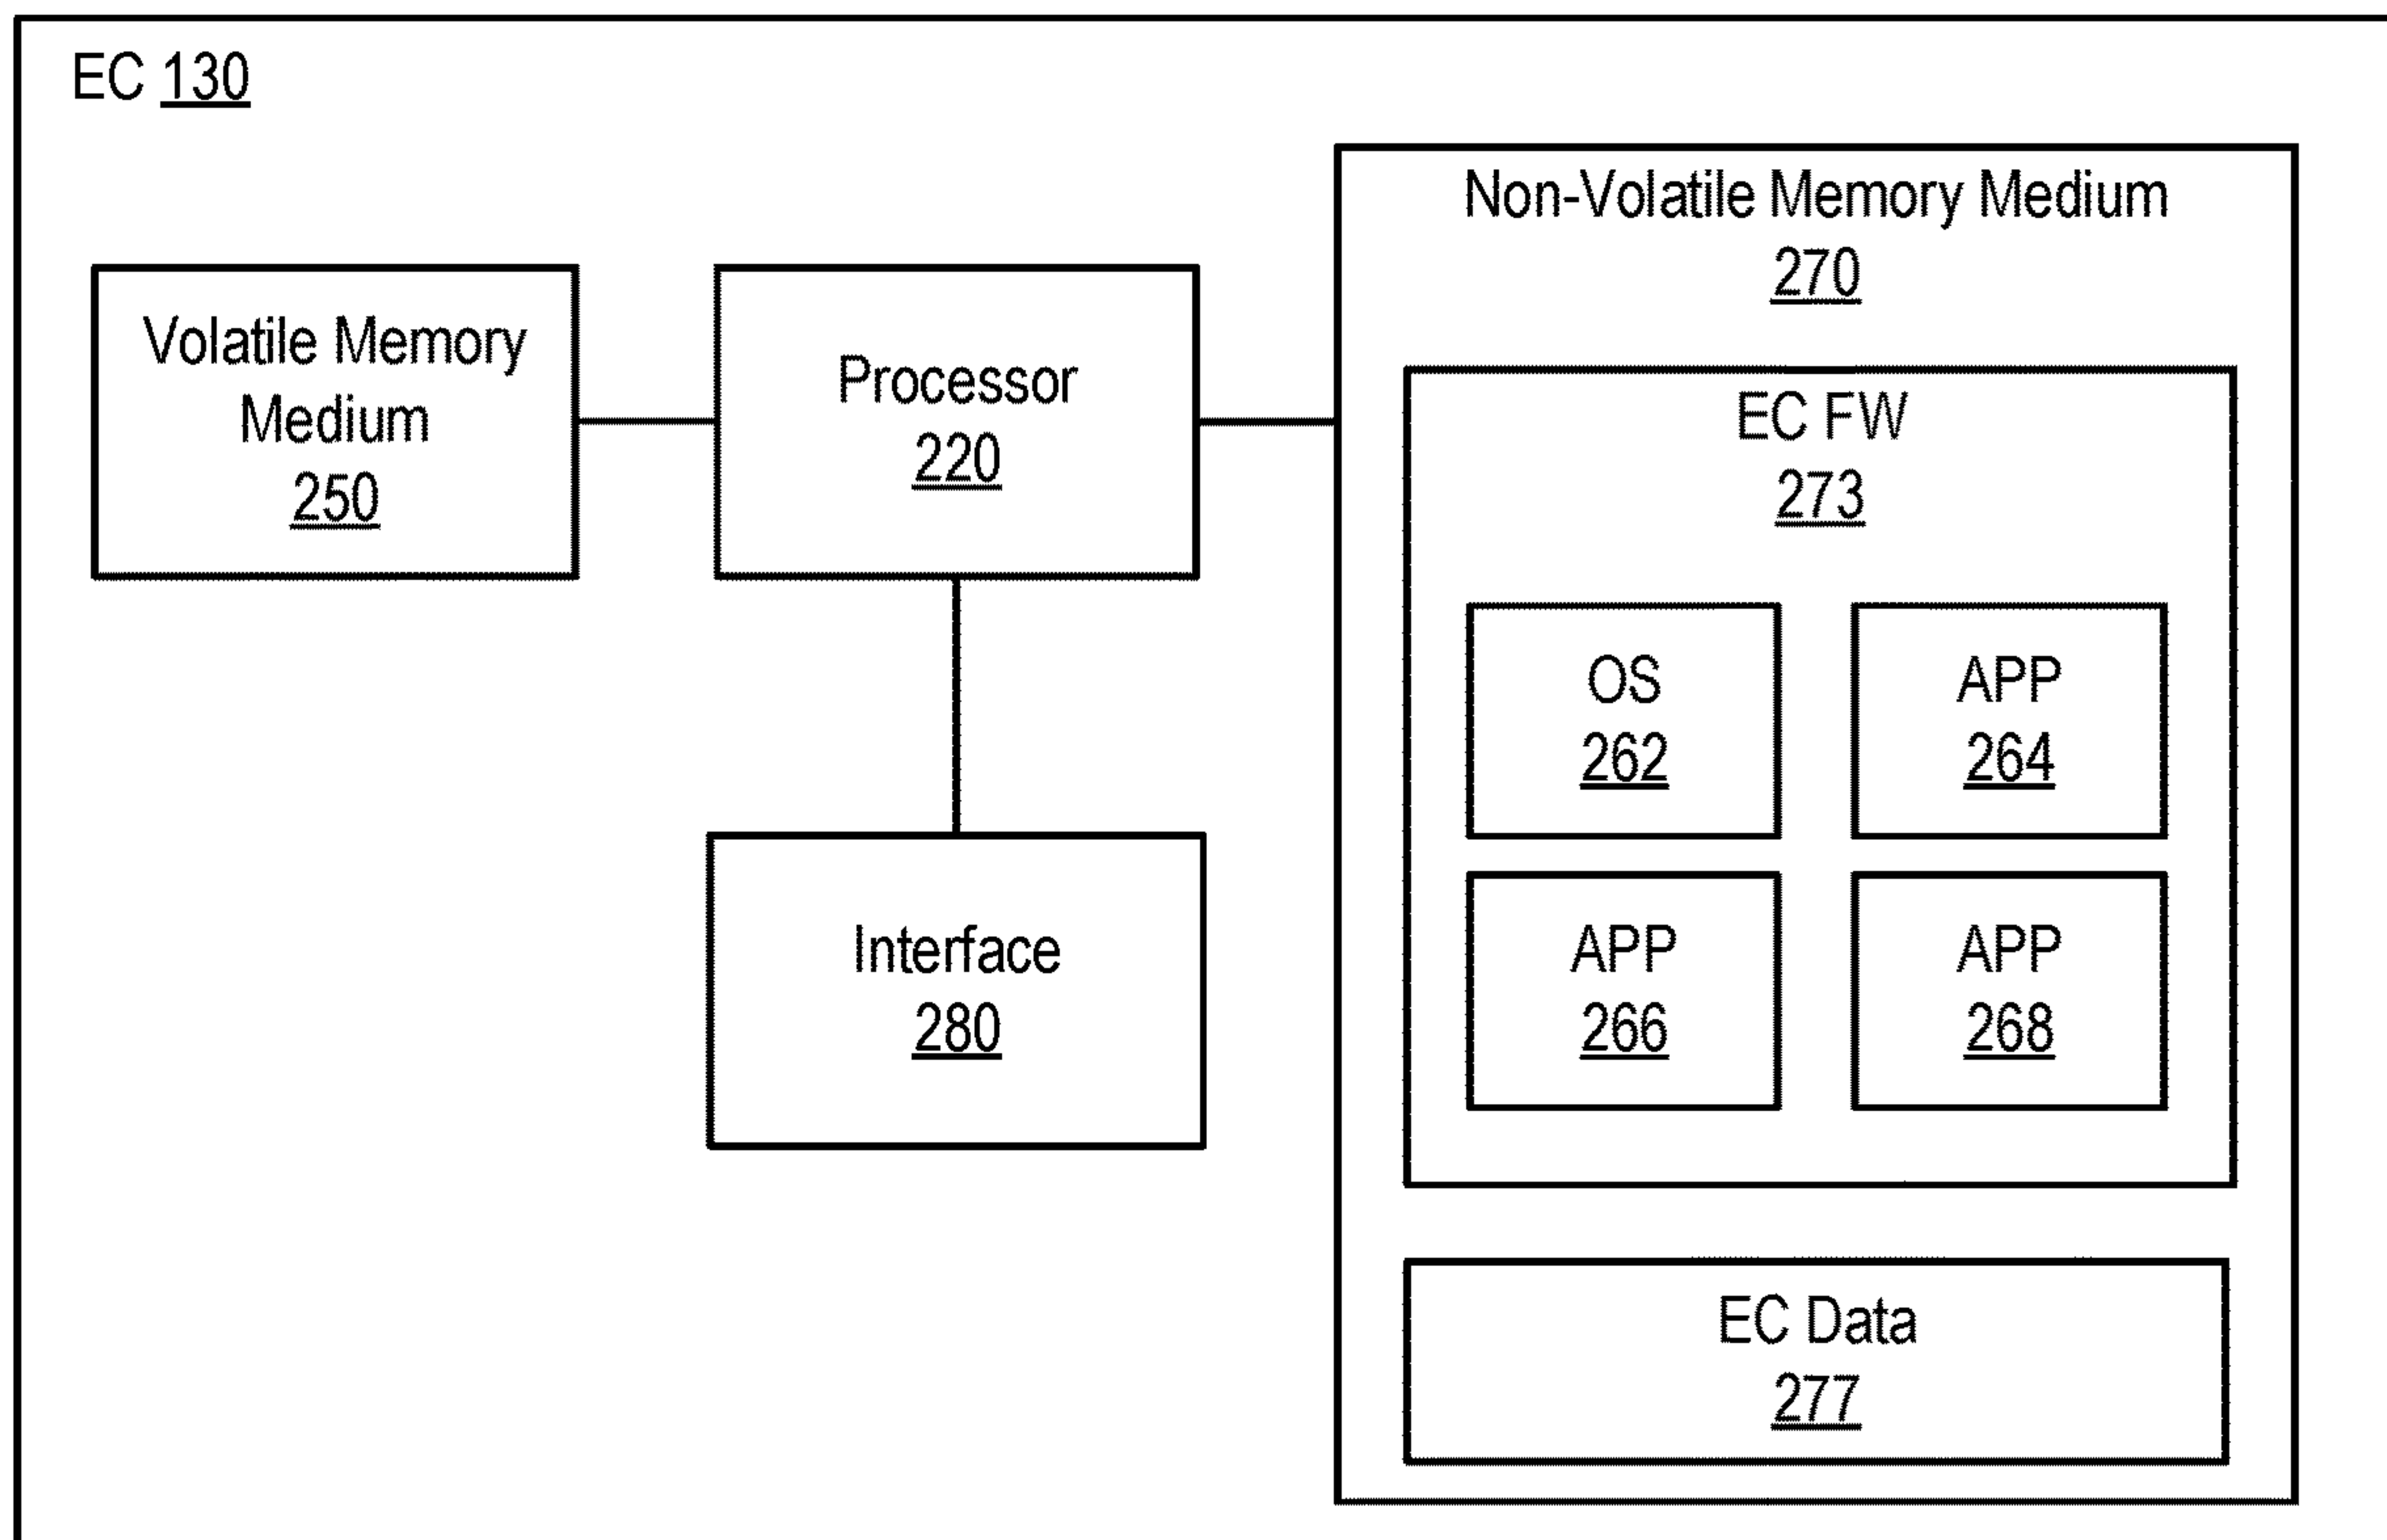 EC 130
Volatile Memory
Medium
250
Processor
220
Interface
280
Non-Volatile Memory Medium
270
EC FW
273
OS
262
APP
264
APP
266
APP
268
EC Data
277